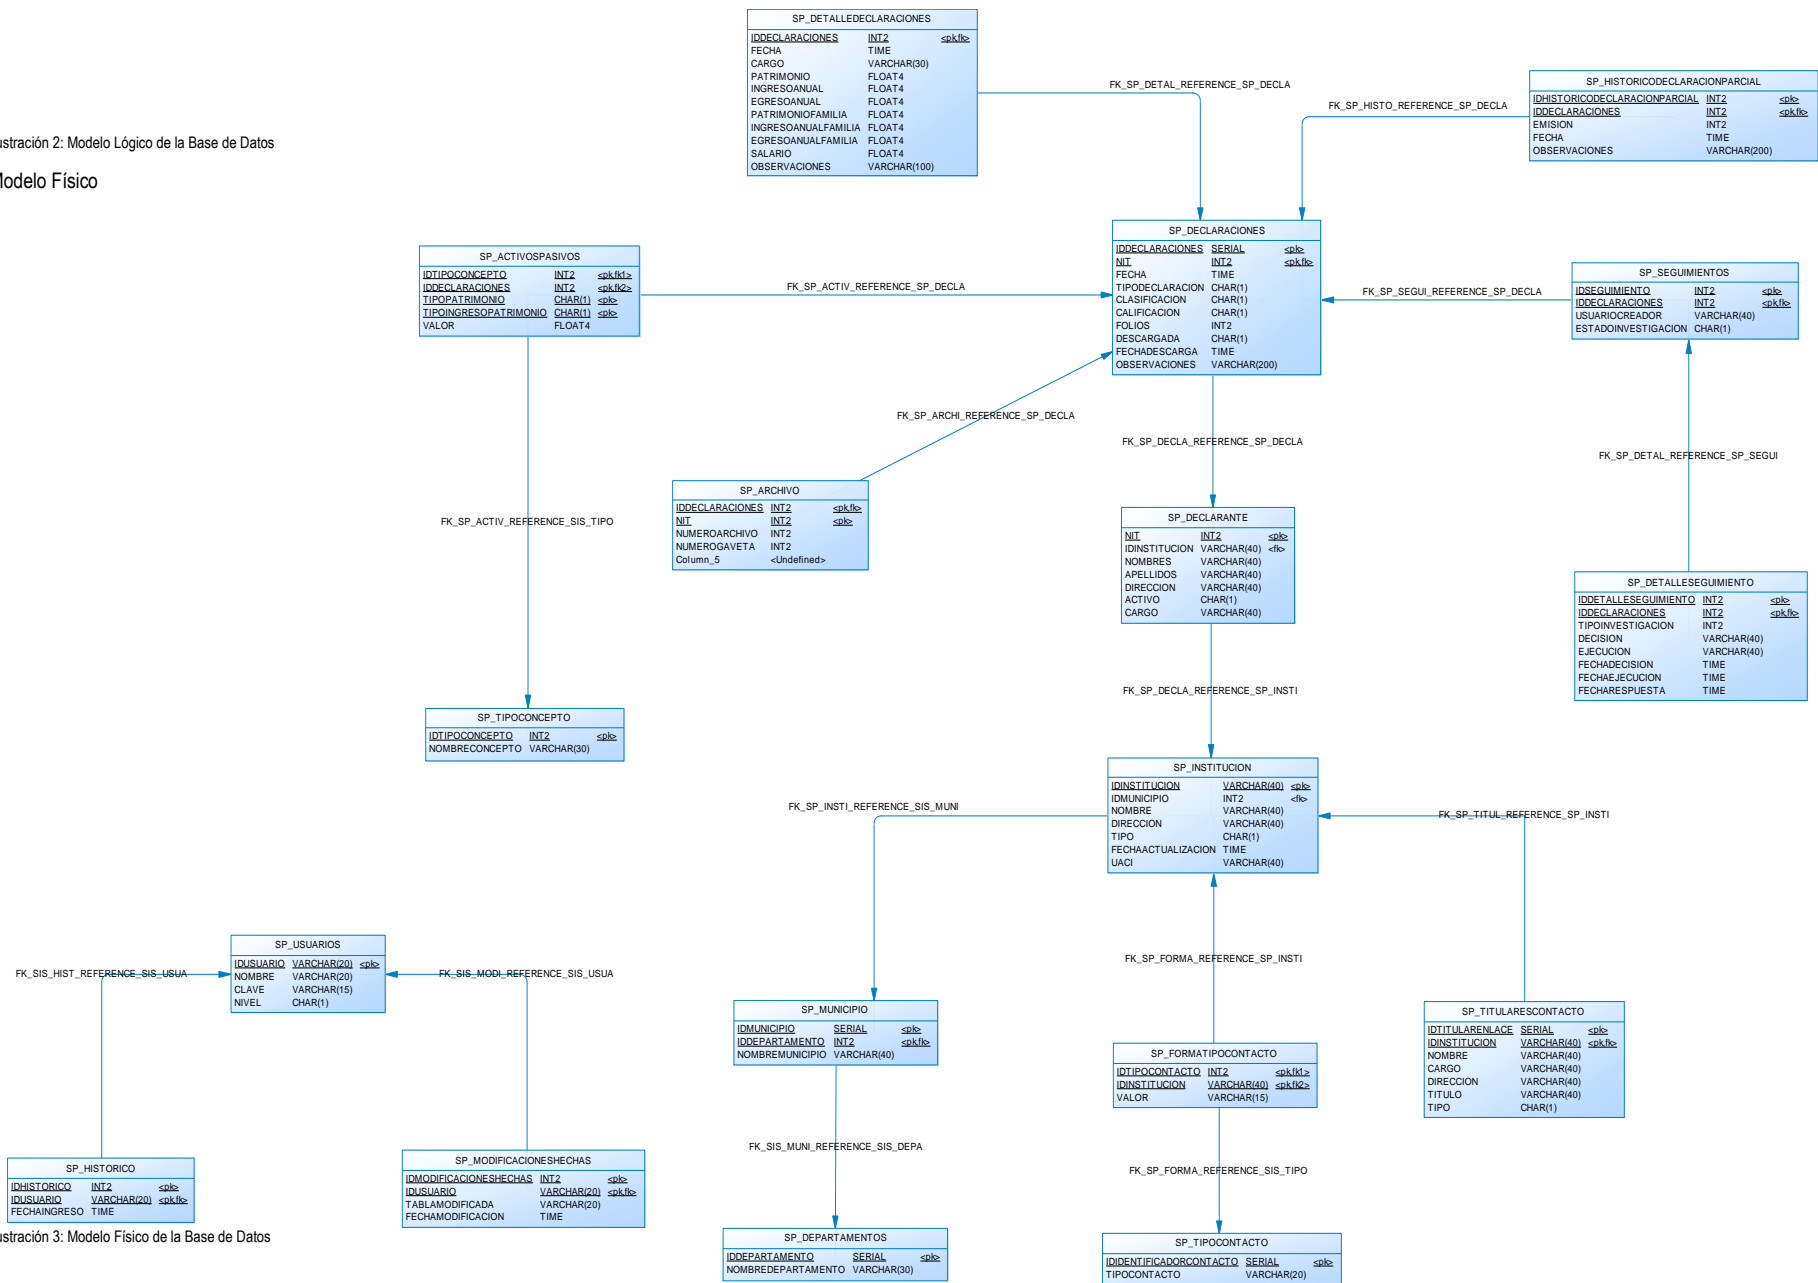 SP_DETALLEDECLARACIONES
IDDECLARACIONES INT2 <pk,fk>
FECHA TIME
CARGO VARCHAR(30)
PATRIMONIO FLOAT4
INGRESOANUAL FLOAT4
EGRESOANUAL FLOAT4
PATRIMONIOFAMILIA FLOAT4
INGRESOANUALFAMILIA FLOAT4
EGRESOANUALFAMILIA FLOAT4
SALARIO FLOAT4
OBSERVACIONES VARCHAR(100)
FK_SP_DETAL_REFERENCE_SP_DECLA
FK_SP_HISTO_REFERENCE_SP_DECLA
SP_HISTORICODECLARACIONPARCIAL
IDHISTORICODECLARACIONPARCIAL INT2 <pk>
IDDECLARACIONES INT2 <pk,fk>
EMISION INT2
FECHA TIME
OBSERVACIONES VARCHAR(200)
ustración 2: Modelo Lógico de la Base de Datos
odelo Físico
SP_ACTIVOSPASIVOS
IDTIPOCONCEPTO INT2 <pk,fk1>
IDDECLARACIONES INT2 <pk,fk2>
TIPOPATRIMONIO CHAR(1) <pk>
TIPOINGRESOPATRIMONIO CHAR(1) <pk>
VALOR FLOAT4
FK_SP_ACTIV_REFERENCE_SP_DECLA
SP_DECLARACIONES
IDDECLARACIONES SERIAL <pk>
NIT INT2 <pk,fk>
FECHA TIME
TIPODECLARACION CHAR(1)
CLASIFICACION CHAR(1)
CALIFICACION CHAR(1)
FOLIOS INT2
DESCARGADA CHAR(1)
FECHADESCARGA TIME
OBSERVACIONES VARCHAR(200)
FK_SP_SEGUI_REFERENCE_SP_DECLA
SP_SEGUIMIENTOS
IDSEGUIMIENTO INT2 <pk>
IDDECLARACIONES INT2 <pk,fk>
USUARIOCREADOR VARCHAR(40)
ESTADOINVESTIGACION CHAR(1)
FK_SP_ARCHI_REFERENCE_SP_DECLA
FK_SP_DECLA_REFERENCE_SP_DECLA
FK_SP_DETAL_REFERENCE_SP_SEGUI
FK_SP_ACTIV_REFERENCE_SIS_TIPO
SP_ARCHIVO
IDDECLARACIONES INT2 <pk,fk>
NIT INT2 <pk>
NUMEROARCHIVO INT2
NUMEROGAVETA INT2
Column_5 <Undefined>
SP_DECLARANTE
NIT INT2 <pk>
IDINSTITUCION VARCHAR(40) <fk>
NOMBRES VARCHAR(40)
APELLIDOS VARCHAR(40)
DIRECCION VARCHAR(40)
ACTIVO CHAR(1)
CARGO VARCHAR(40)
SP_DETALLESEGUIMIENTO
IDDETALLESEGUIMIENTO INT2 <pk>
IDDECLARACIONES INT2 <pk,fk>
TIPOINVESTIGACION INT2
DECISION VARCHAR(40)
EJECUCION VARCHAR(40)
FECHADECISION TIME
FECHAEJECUCION TIME
FECHARESPUESTA TIME
FK_SP_DECLA_REFERENCE_SP_INSTI
SP_TIPOCONCEPTO
IDTIPOCONCEPTO INT2 <pk>
NOMBRECONCEPTO VARCHAR(30)
FK_SP_INSTI_REFERENCE_SIS_MUNI
SP_INSTITUCION
IDINSTITUCION VARCHAR(40) <pk>
IDMUNICIPIO INT2 <fk>
NOMBRE VARCHAR(40)
DIRECCION VARCHAR(40)
TIPO CHAR(1)
FECHAACTUALIZACION TIME
UACI VARCHAR(40)
FK_SP_TITUL_REFERENCE_SP_INSTI
FK_SIS_HIST_REFERENCE_SIS_USUA
SP_USUARIOS
IDUSUARIO VARCHAR(20) <pk>
NOMBRE VARCHAR(20)
CLAVE VARCHAR(15)
NIVEL CHAR(1)
FK_SIS_MODI_REFERENCE_SIS_USUA
FK_SP_FORMA_REFERENCE_SP_INSTI
SP_MUNICIPIO
IDMUNICIPIO SERIAL <pk>
IDDEPARTAMENTO INT2 <pk,fk>
NOMBREMUNICIPIO VARCHAR(40)
SP_FORMATIPOCONTACTO
IDTIPOCONTACTO INT2 <pk,fk1>
IDINSTITUCION VARCHAR(40) <pk,fk2>
VALOR VARCHAR(15)
SP_TITULARESCONTACTO
IDTITULARENLACE SERIAL <pk>
IDINSTITUCION VARCHAR(40) <pk,fk>
NOMBRE VARCHAR(40)
CARGO VARCHAR(40)
DIRECCION VARCHAR(40)
TITULO VARCHAR(40)
TIPO CHAR(1)
FK_SIS_MUNI_REFERENCE_SIS_DEPA
FK_SP_FORMA_REFERENCE_SIS_TIPO
SP_HISTORICO
IDHISTORICO INT2 <pk>
IDUSUARIO VARCHAR(20) <pk,fk>
FECHAINGRESO TIME
SP_MODIFICACIONESHECHAS
IDMODIFICACIONESHECHAS INT2 <pk>
IDUSUARIO VARCHAR(20) <pk,fk>
TABLAMODIFICADA VARCHAR(20)
FECHAMODIFICACION TIME
ustración 3: Modelo Físico de la Base de Datos
SP_DEPARTAMENTOS
IDDEPARTAMENTO SERIAL <pk>
NOMBREDEPARTAMENTO VARCHAR(30)
SP_TIPOCONTACTO
IDIDENTIFICADORCONTACTO SERIAL <pk>
TIPOCONTACTO VARCHAR(20)